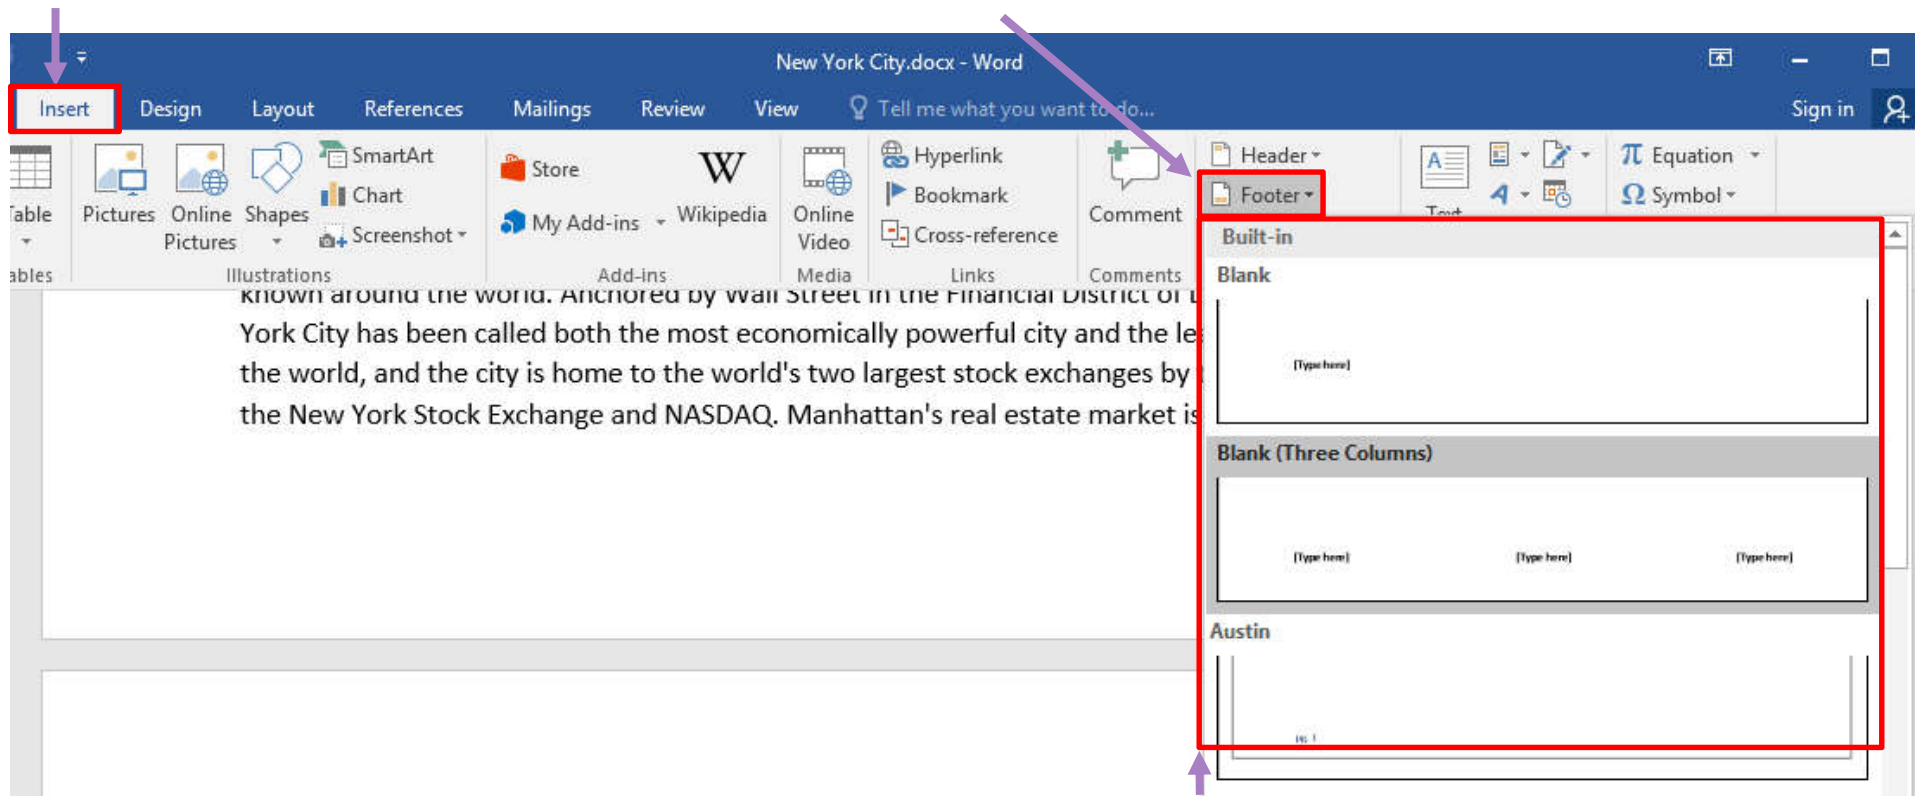 New York City.docx - Word
Insert Design Layout References Mailings Review View Tell me what you want to do... Sign in
SmartArt Hyperlink Header Equation
Store
Chart Bookmark Footer Symbol
Table Pictures Online Shapes My Add-ins Wikipedia Online Comment Text
Pictures Screenshot Video Cross-reference Built-in
Illustrations Add-ins Media Links Comments Blank
known around the world. Anchored by Wall Street in the Financial District of
York City has been called both the most economically powerful city and the
[Type here]
the world, and the city is home to the world's two largest stock exchanges by
the New York Stock Exchange and NASDAQ. Manhattan's real estate market is
Blank (Three Columns)
[Type here] [Type here] [Type here]
Austin